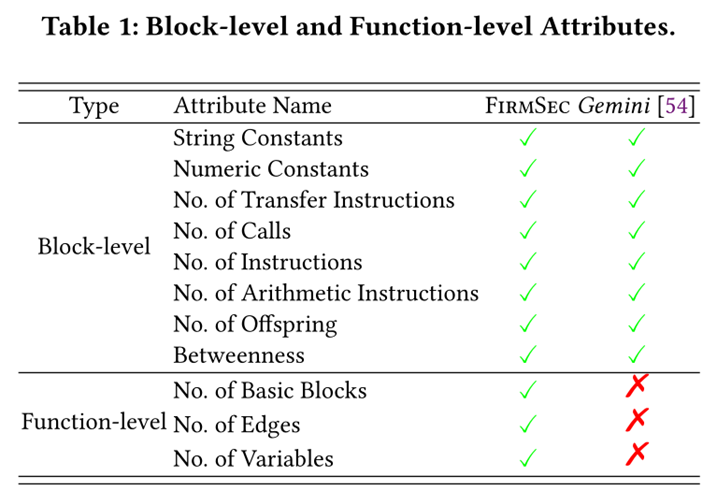 Table 1: Block-level and Function-level Attributes.
Type Attribute Name FIRMSEC Gemini [54]
String Constants ✓ ✓
Numeric Constants ✓ ✓
No. of Transfer Instructions ✓ ✓
No. of Calls ✓ ✓
Block-level
No. of Instructions ✓ ✓
No. of Arithmetic Instructions ✓ ✓
No. of Offspring ✓ ✓
Betweenness ✓ ✓
No. of Basic Blocks ✓ ✗
Function-level No. of Edges ✓ ✗
No. of Variables ✓ ✗